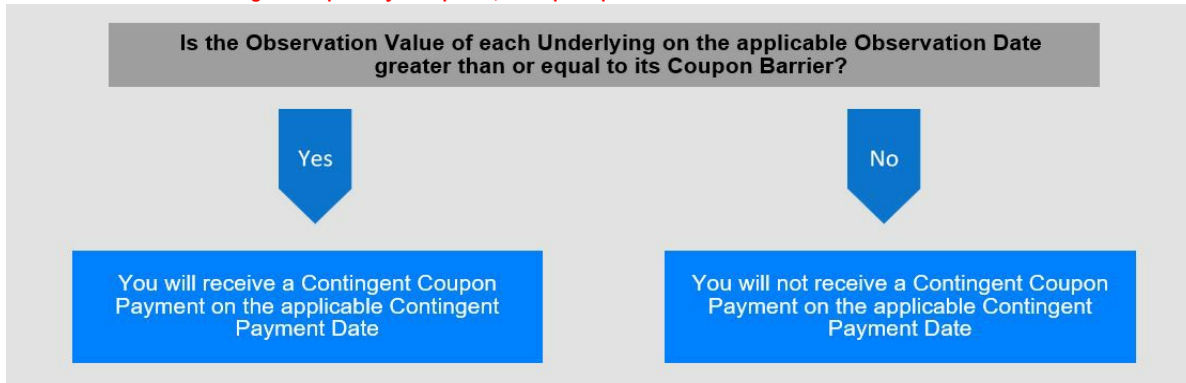 Is the Observation Value of each Underlying on the applicable Observation Date
greater than or equal to its Coupon Barrier?
Yes
No
You will receive a Contingent Coupon
Payment on the applicable Contingent
Payment Date
You will not receive a Contingent Coupon
Payment on the applicable Contingent
Payment Date